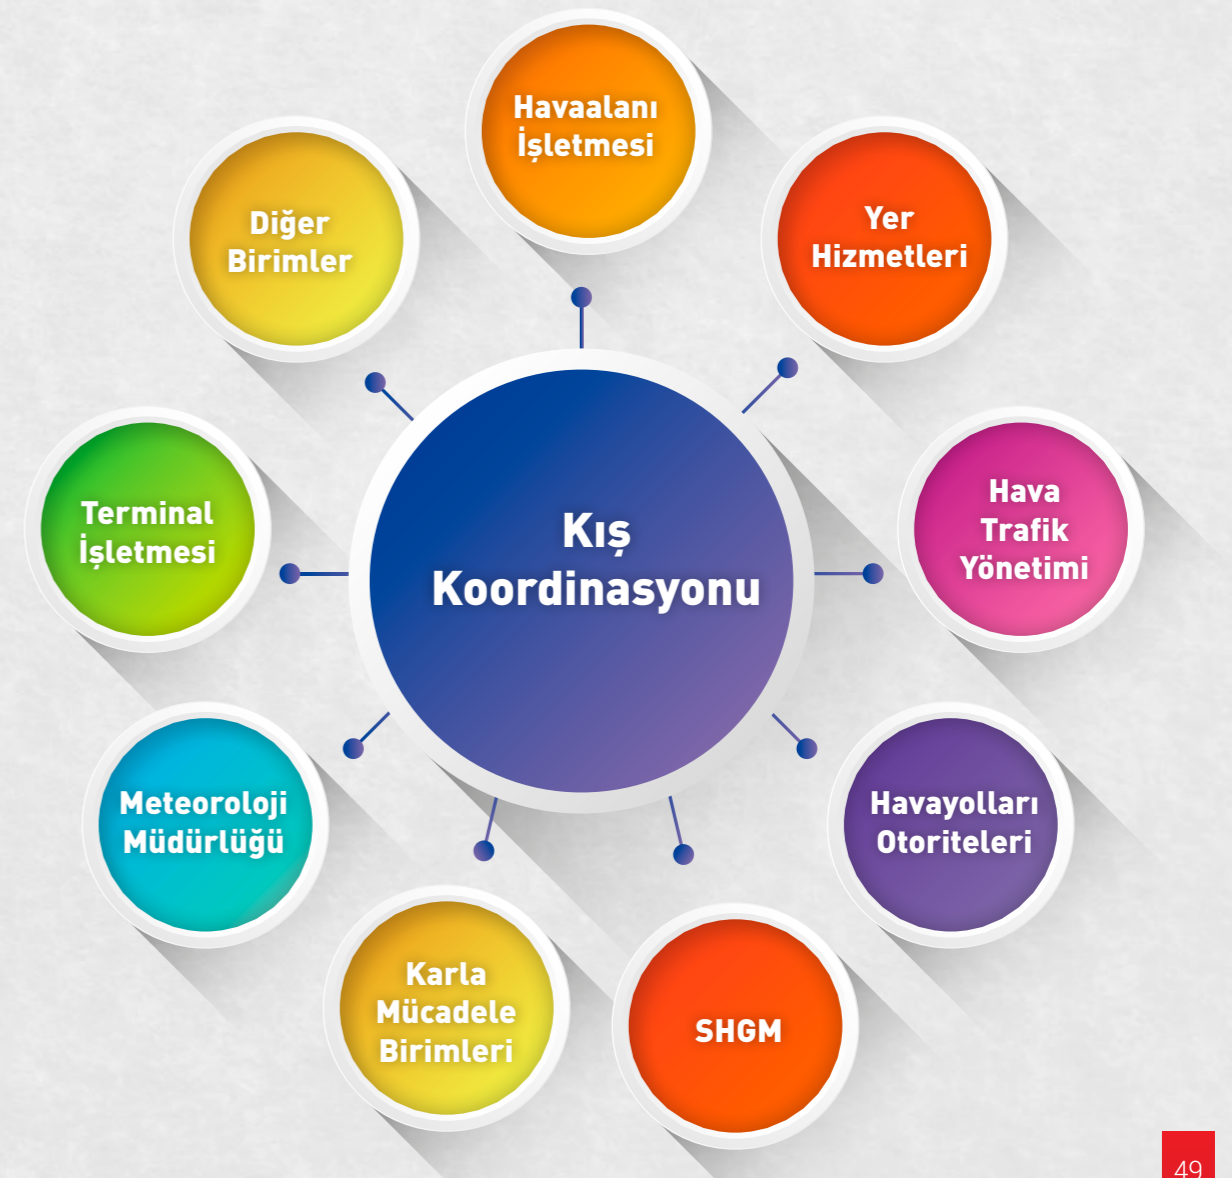 Havaalanı
İşletmesi
Yer
Hizmetleri
Hava
Trafik
Yönetimi
Havayolları
Otoriteleri
SHGM
Karla
Mücadele
Birimleri
Meteoroloji
Müdürlüğü
Terminal
İşletmesi
Diğer
Birimler
Kış
Koordinasyonu
49